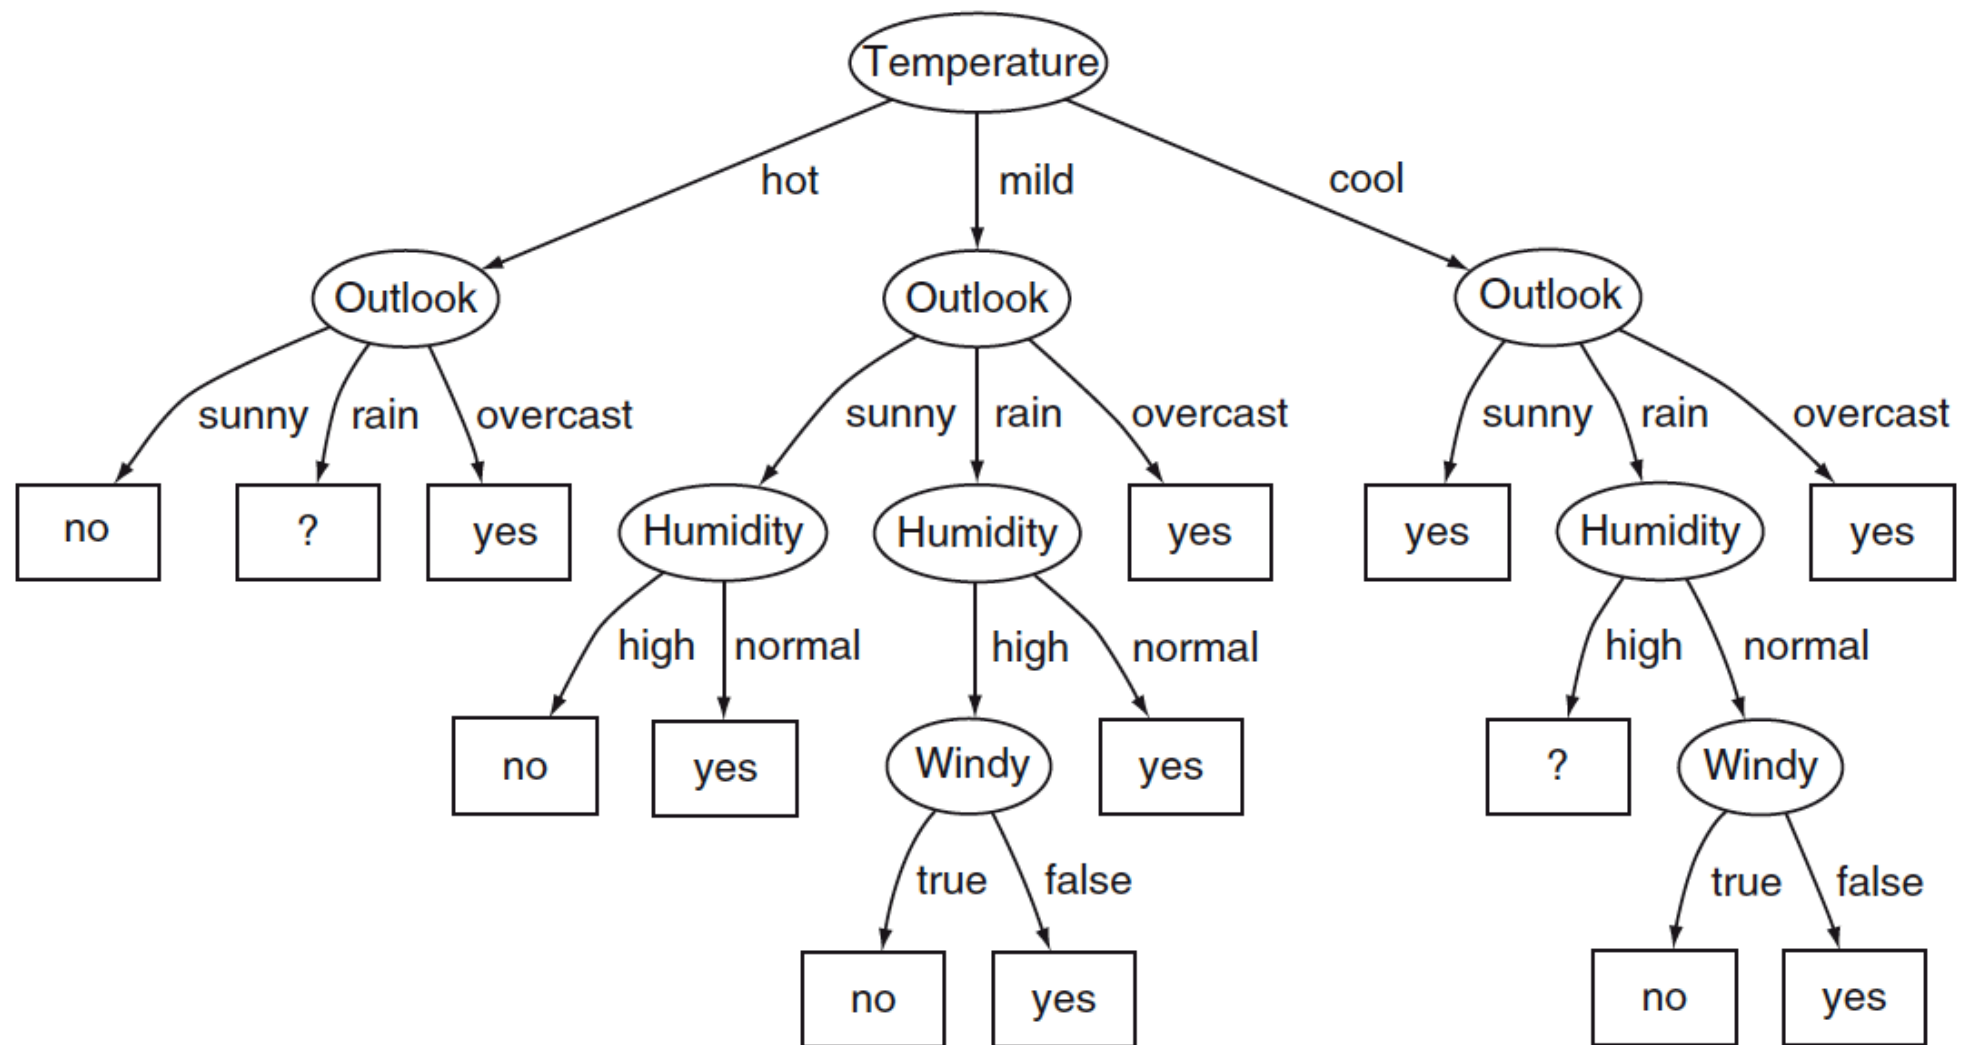 Temperature
hot mild cool
Outlook Outlook Outlook
sunny rain overcast sunny rain overcast sunny rain overcast
no ? yes Humidity Humidity yes yes Humidity yes
high normal high normal high normal
no yes Windy yes ? Windy
true false true false
no yes no yes